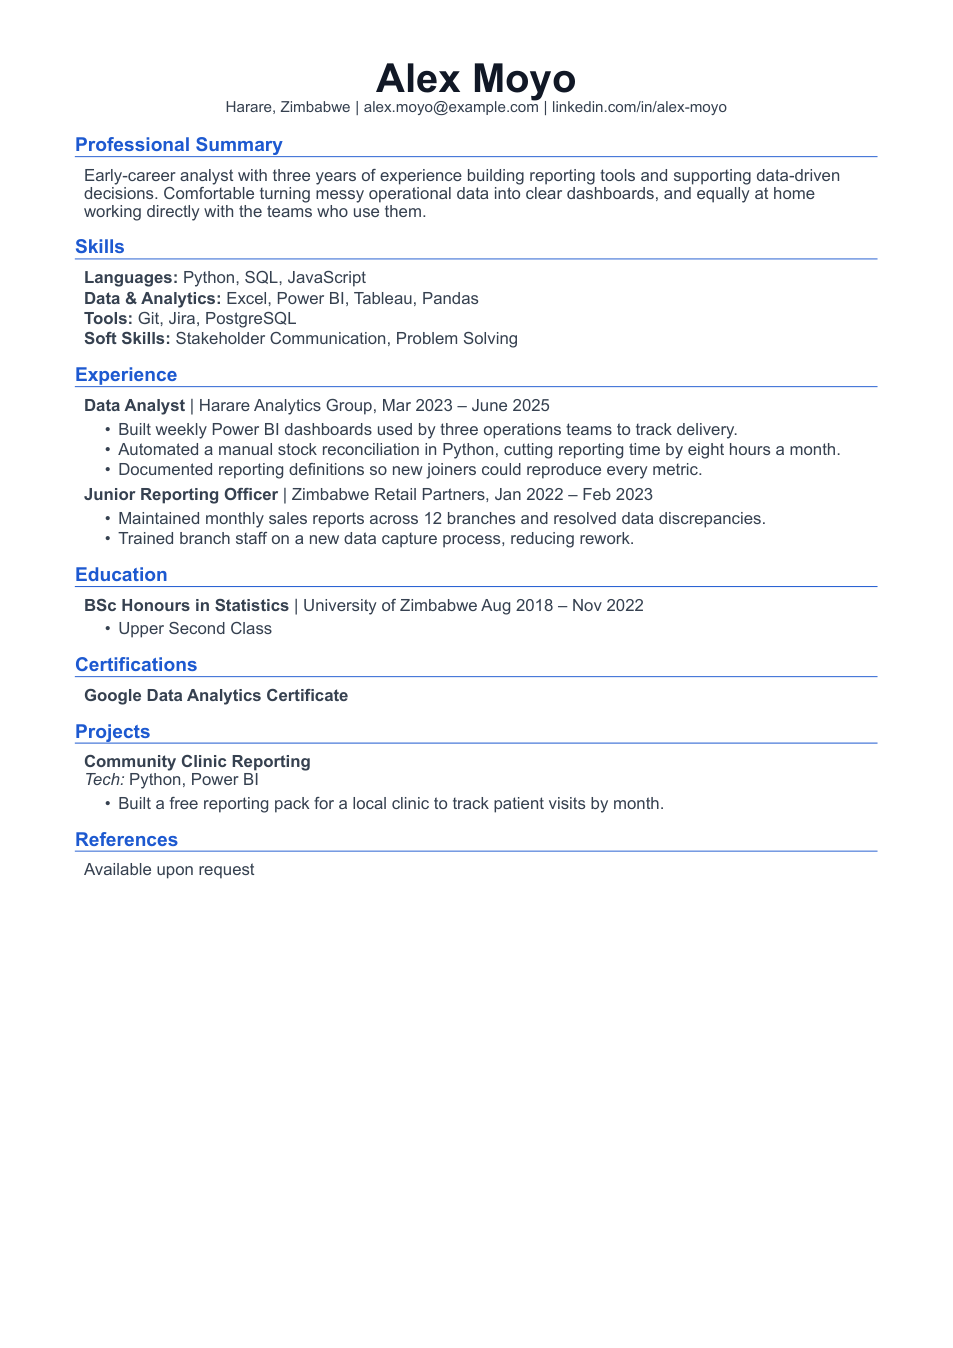 Alex Moyo
Harare, Zimbabwe | alex.moyo@example.com | linkedin.com/in/alex-moyo
Professional Summary
Early-career analyst with three years of experience building reporting tools and supporting data-driven
decisions. Comfortable turning messy operational data into clear dashboards, and equally at home
working directly with the teams who use them.
Skills
Languages: Python, SQL, JavaScript
Data & Analytics: Excel, Power BI, Tableau, Pandas
Tools: Git, Jira, PostgreSQL
Soft Skills: Stakeholder Communication, Problem Solving
Experience
Data Analyst | Harare Analytics Group, Mar 2023 – June 2025
• Built weekly Power BI dashboards used by three operations teams to track delivery.
• Automated a manual stock reconciliation in Python, cutting reporting time by eight hours a month.
• Documented reporting definitions so new joiners could reproduce every metric.
Junior Reporting Officer | Zimbabwe Retail Partners, Jan 2022 – Feb 2023
• Maintained monthly sales reports across 12 branches and resolved data discrepancies.
• Trained branch staff on a new data capture process, reducing rework.
Education
BSc Honours in Statistics | University of Zimbabwe Aug 2018 – Nov 2022
• Upper Second Class
Certifications
Google Data Analytics Certificate
Projects
Community Clinic Reporting
Tech: Python, Power BI
• Built a free reporting pack for a local clinic to track patient visits by month.
References
Available upon request